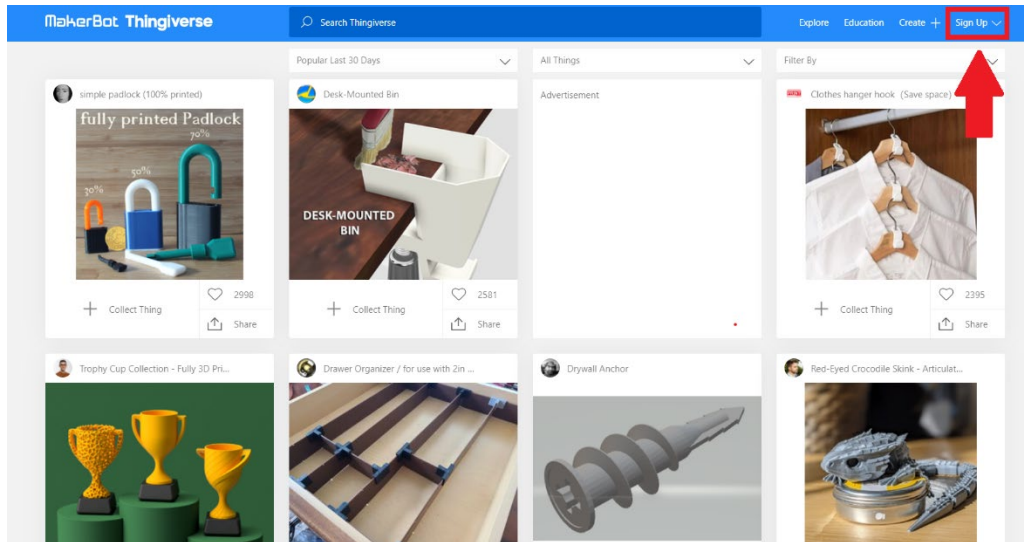 MakerBot Thingiverse
Search Thingiverse
Explore Education Create + Sign Up
Popular Last 30 Days
All Things
Filter By
simple padlock (100% printed)
Desk-Mounted Bin
Advertisement
Clothes hanger hook (Save space)
fully printed Padlock
70%
50%
30%
DESK-MOUNTED
BIN
+ Collect Thing
2998
Share
+ Collect Thing
2581
Share
+ Collect Thing
2395
Share
Trophy Cup Collection - Fully 3D Pri...
Drawer Organizer / for use with 2in ...
Drywall Anchor
Red-Eyed Crocodile Skink - Articulat...